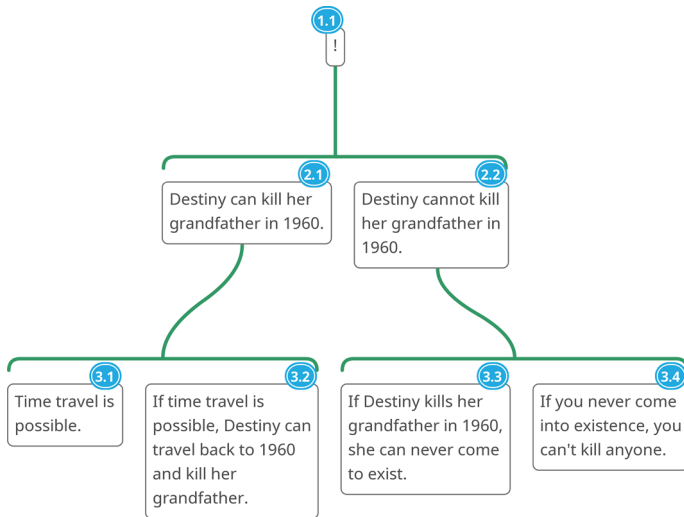 1.1
!
2.1
Destiny can kill her
grandfather in 1960.
2.2
Destiny cannot kill
her grandfather in
1960.
3.1
Time travel is
possible.
3.2
If time travel is
possible, Destiny can
travel back to 1960
and kill her
grandfather.
3.3
If Destiny kills her
grandfather in 1960,
she can never come
to exist.
3.4
If you never come
into existence, you
can't kill anyone.